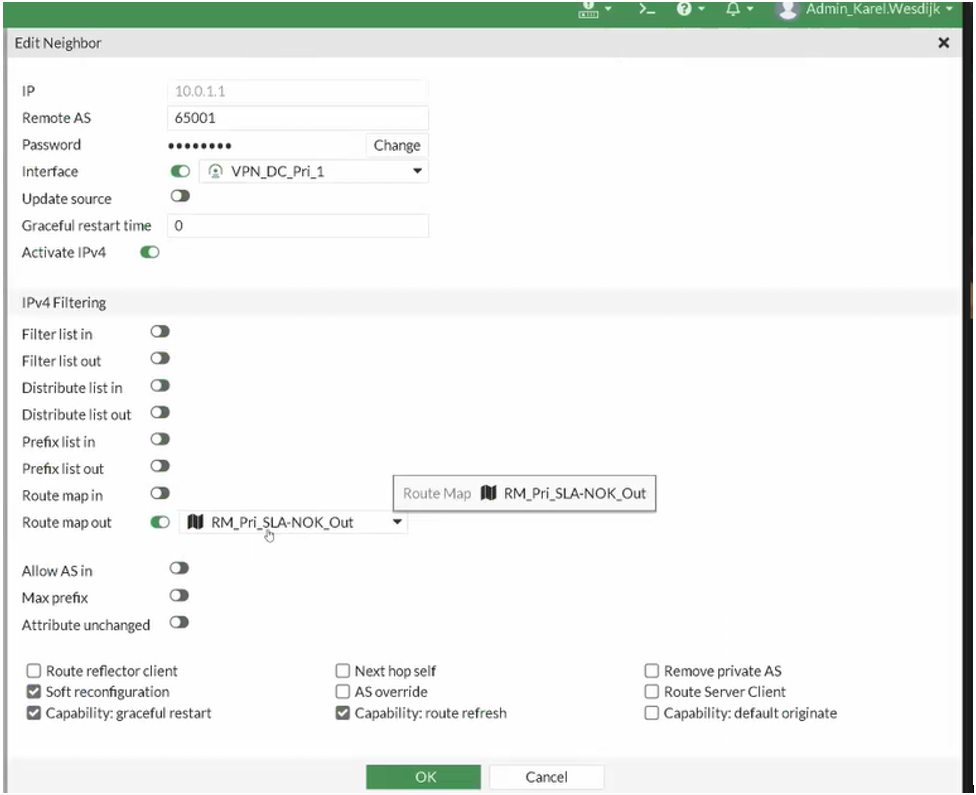 Admin_Karel.Wesdijk
Edit Neighbor
IP 10.0.1.1
Remote AS 65001
Password •••••••• Change
Interface VPN_DC_Pri_1
Update source
Graceful restart time 0
Activate IPv4
IPv4 Filtering
Filter list in
Filter list out
Distribute list in
Distribute list out
Prefix list in
Prefix list out
Route map in
Route Map RM_Pri_SLA-NOK_Out
Route map out RM_Pri_SLA-NOK_Out
Allow AS in
Max prefix
Attribute unchanged
Route reflector client Next hop self Remove private AS
Soft reconfiguration AS override Route Server Client
Capability: graceful restart Capability: route refresh Capability: default originate
OK Cancel